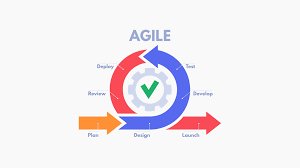 AGILE
Deploy
Test
Review
Develop
Plan
Design
Launch